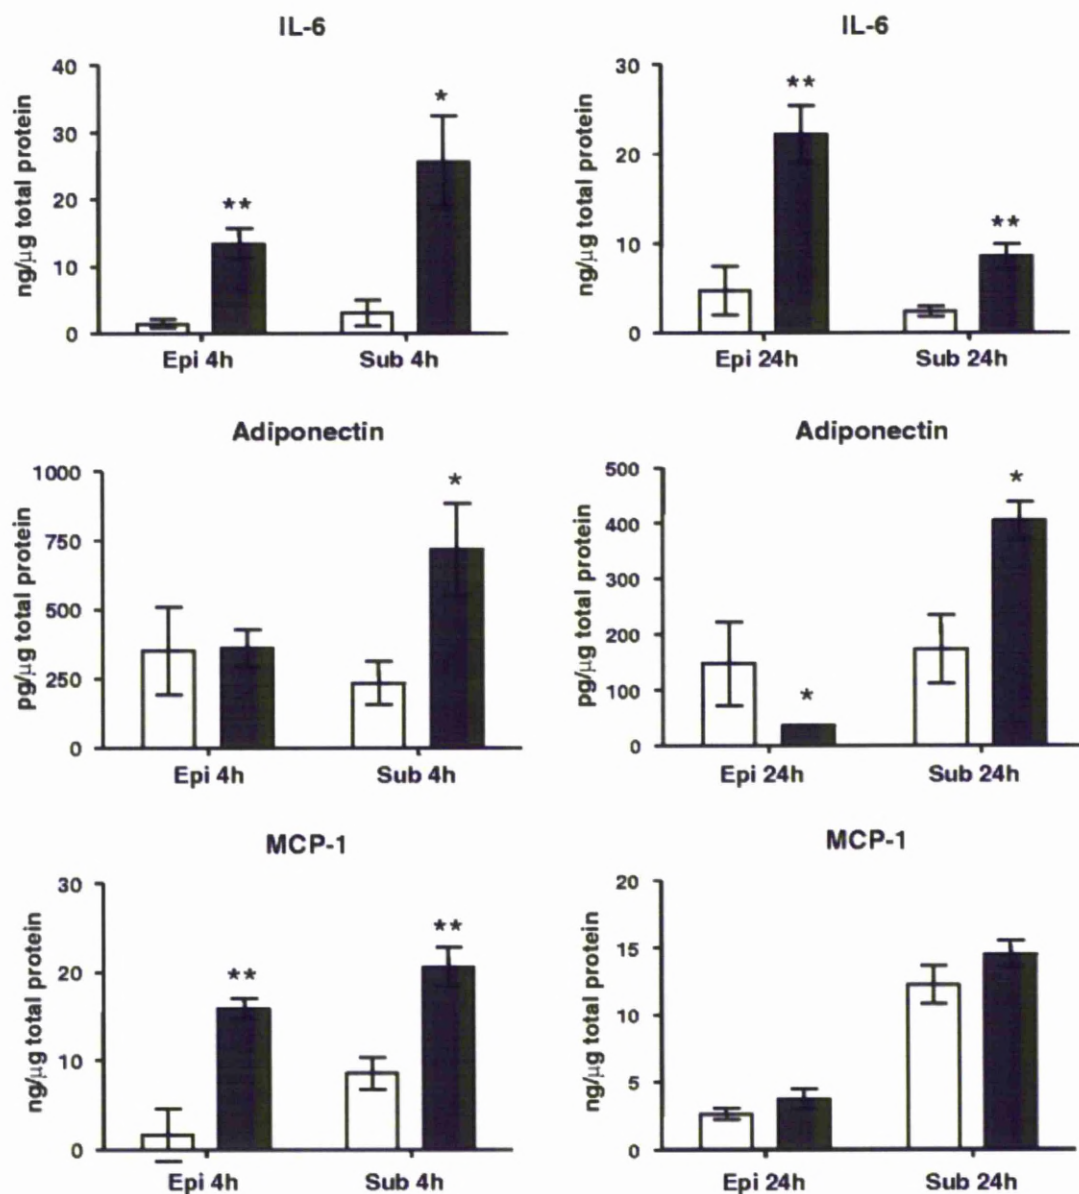 IL-6
ng/µg total protein
40
30
20
10
0
**
*
Epi 4h Sub 4h
IL-6
ng/µg total protein
30
20
10
0
**
**
Epi 24h Sub 24h
Adiponectin
pg/µg total protein
1000
750
500
250
0
*
Epi 4h Sub 4h
Adiponectin
pg/µg total protein
500
400
300
200
100
0
*
*
Epi 24h Sub 24h
MCP-1
ng/µg total protein
30
20
10
0
**
**
Epi 4h Sub 4h
MCP-1
ng/µg total protein
20
15
10
5
0
Epi 24h Sub 24h